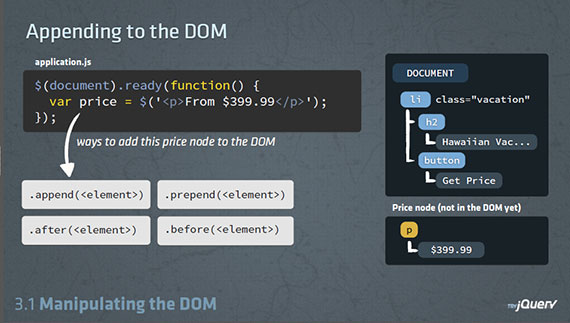 Appending to the DOM
application.js
$(document).ready(function() {
var price = $('<p>From $399.99</p>');
});
ways to add this price node to the DOM
.append(<element>)
.prepend(<element>)
.after(<element>)
.before(<element>)
DOCUMENT
li class="vacation"
h2
Hawaiian Vac...
button
Get Price
Price node (not in the DOM yet)
p
$399.99
3.1 Manipulating the DOM
TRY jQuery